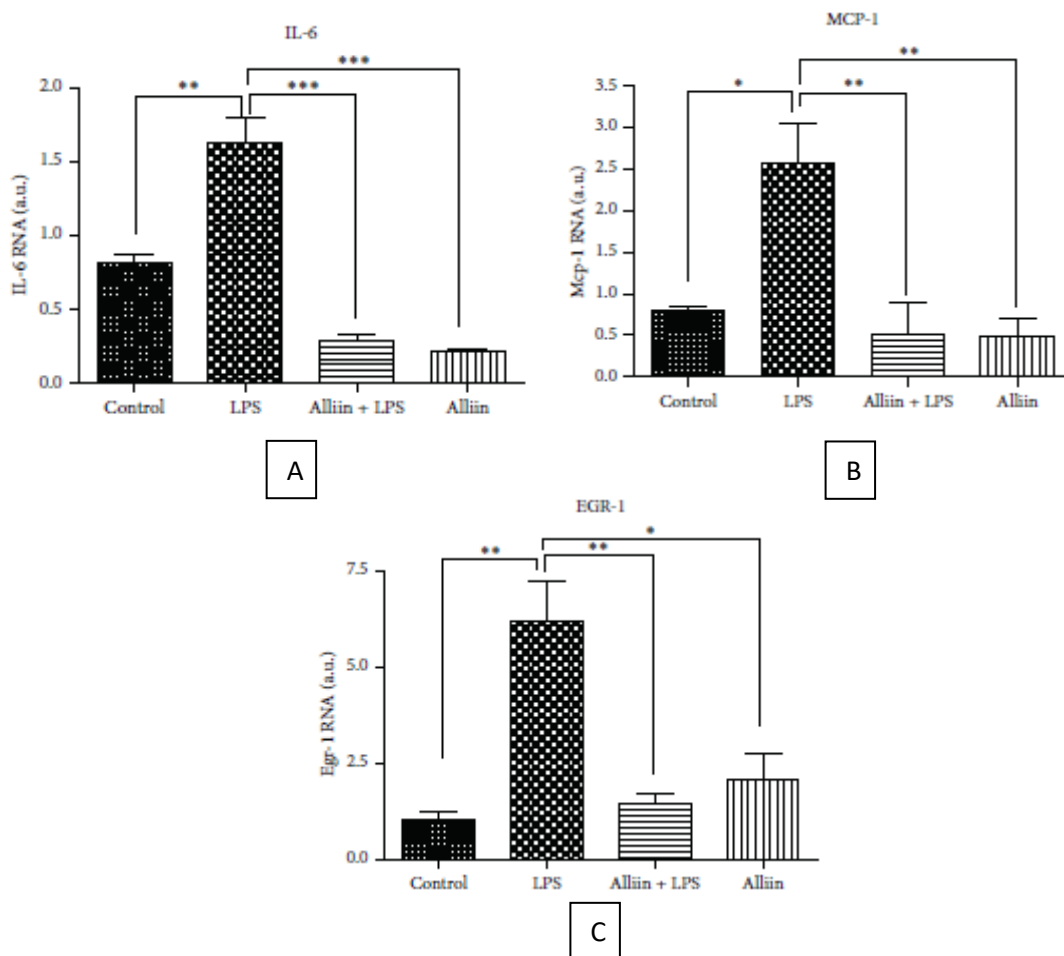 IL-6
***
**
***
2.0
1.5
1.0
0.5
0.0
IL-6 RNA (a.u.)
Control
LPS
Alliin + LPS
Alliin
A
MCP-1
**
*
**
3.5
3.0
2.5
2.0
1.5
1.0
0.5
0.0
Mcp-1 RNA (a.u.)
Control
LPS
Alliin + LPS
Alliin
B
EGR-1
*
**
**
7.5
5.0
2.5
0.0
Egr-1 RNA (a.u.)
Control
LPS
Alliin + LPS
Alliin
C